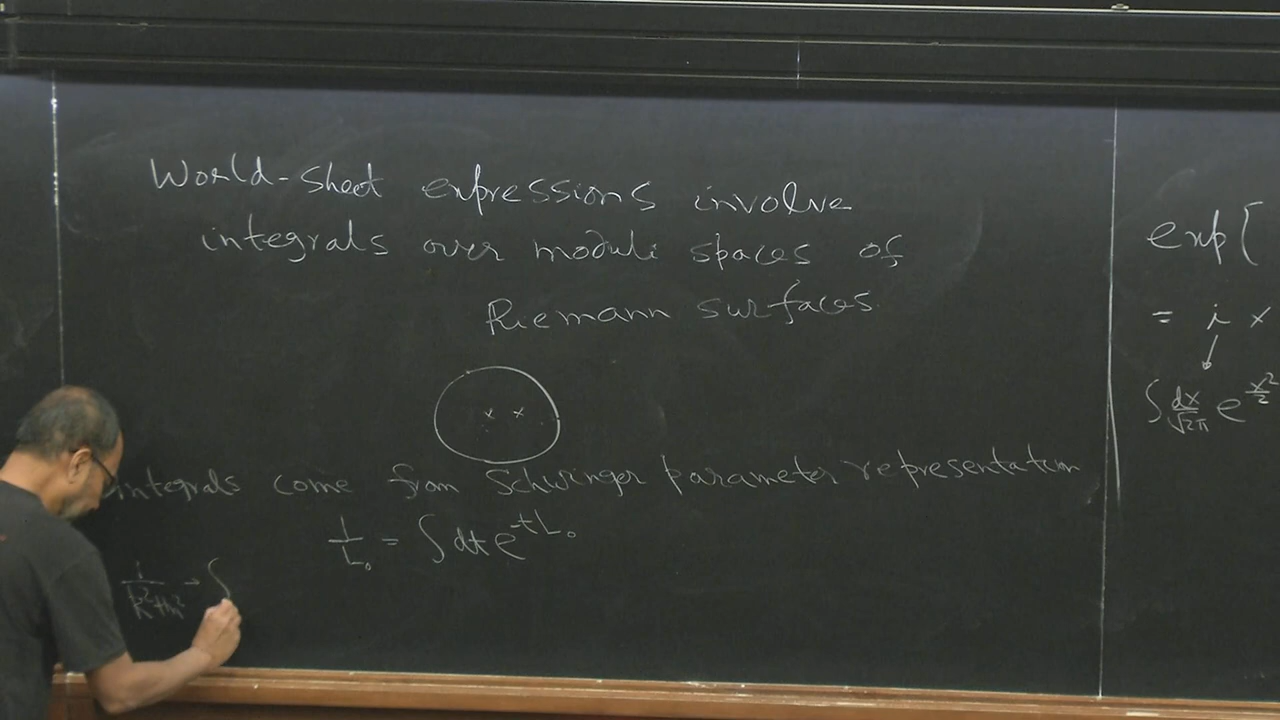 World-sheet expressions involve
integrals over moduli spaces of
Riemann surfaces
x x
integrals come from Schwinger parameter representation
1/L₀ = ∫dt e^{-tL₀}
1/(k²+m²) → ∫
exp[
= i x
↓
∫ dx/√2π e^{x²/2}